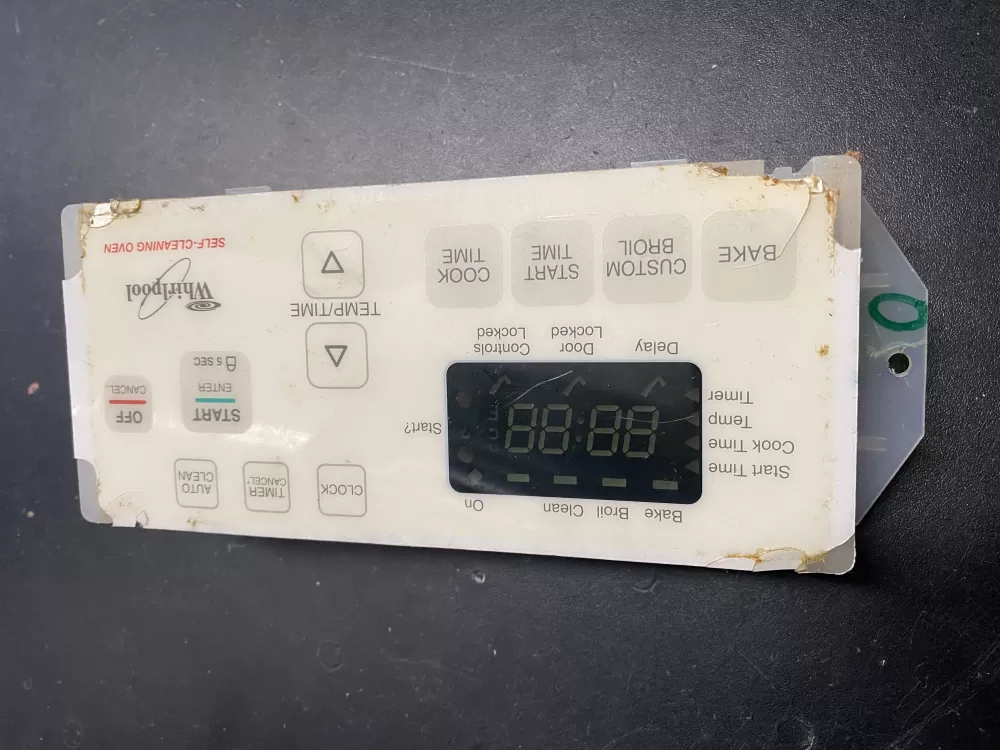 Bake Broil Clean On
Start Time
Cook Time
Temp
Timer
88:88
Start?
Delay
Door
Locked
Controls
Locked
BAKE
CUSTOM
BROIL
START
TIME
COOK
TIME
CLOCK
TIMER
CANCEL*
AUTO
CLEAN
TEMP/TIME
START
ENTER
5 SEC
OFF
CANCEL
Whirlpool
SELF-CLEANING OVEN